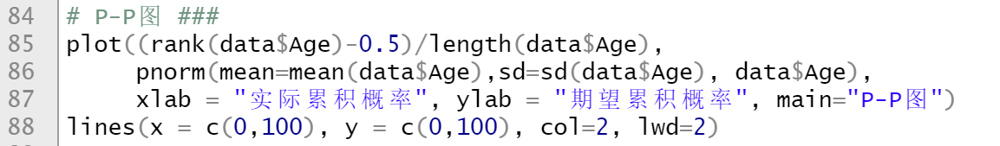 84 # P-P图 ###
85 plot((rank(data$Age)-0.5)/length(data$Age),
86      pnorm(mean=mean(data$Age),sd=sd(data$Age), data$Age),
87      xlab = "实际累积概率", ylab = "期望累积概率", main="P-P图")
88 lines(x = c(0,100), y = c(0,100), col=2, lwd=2)